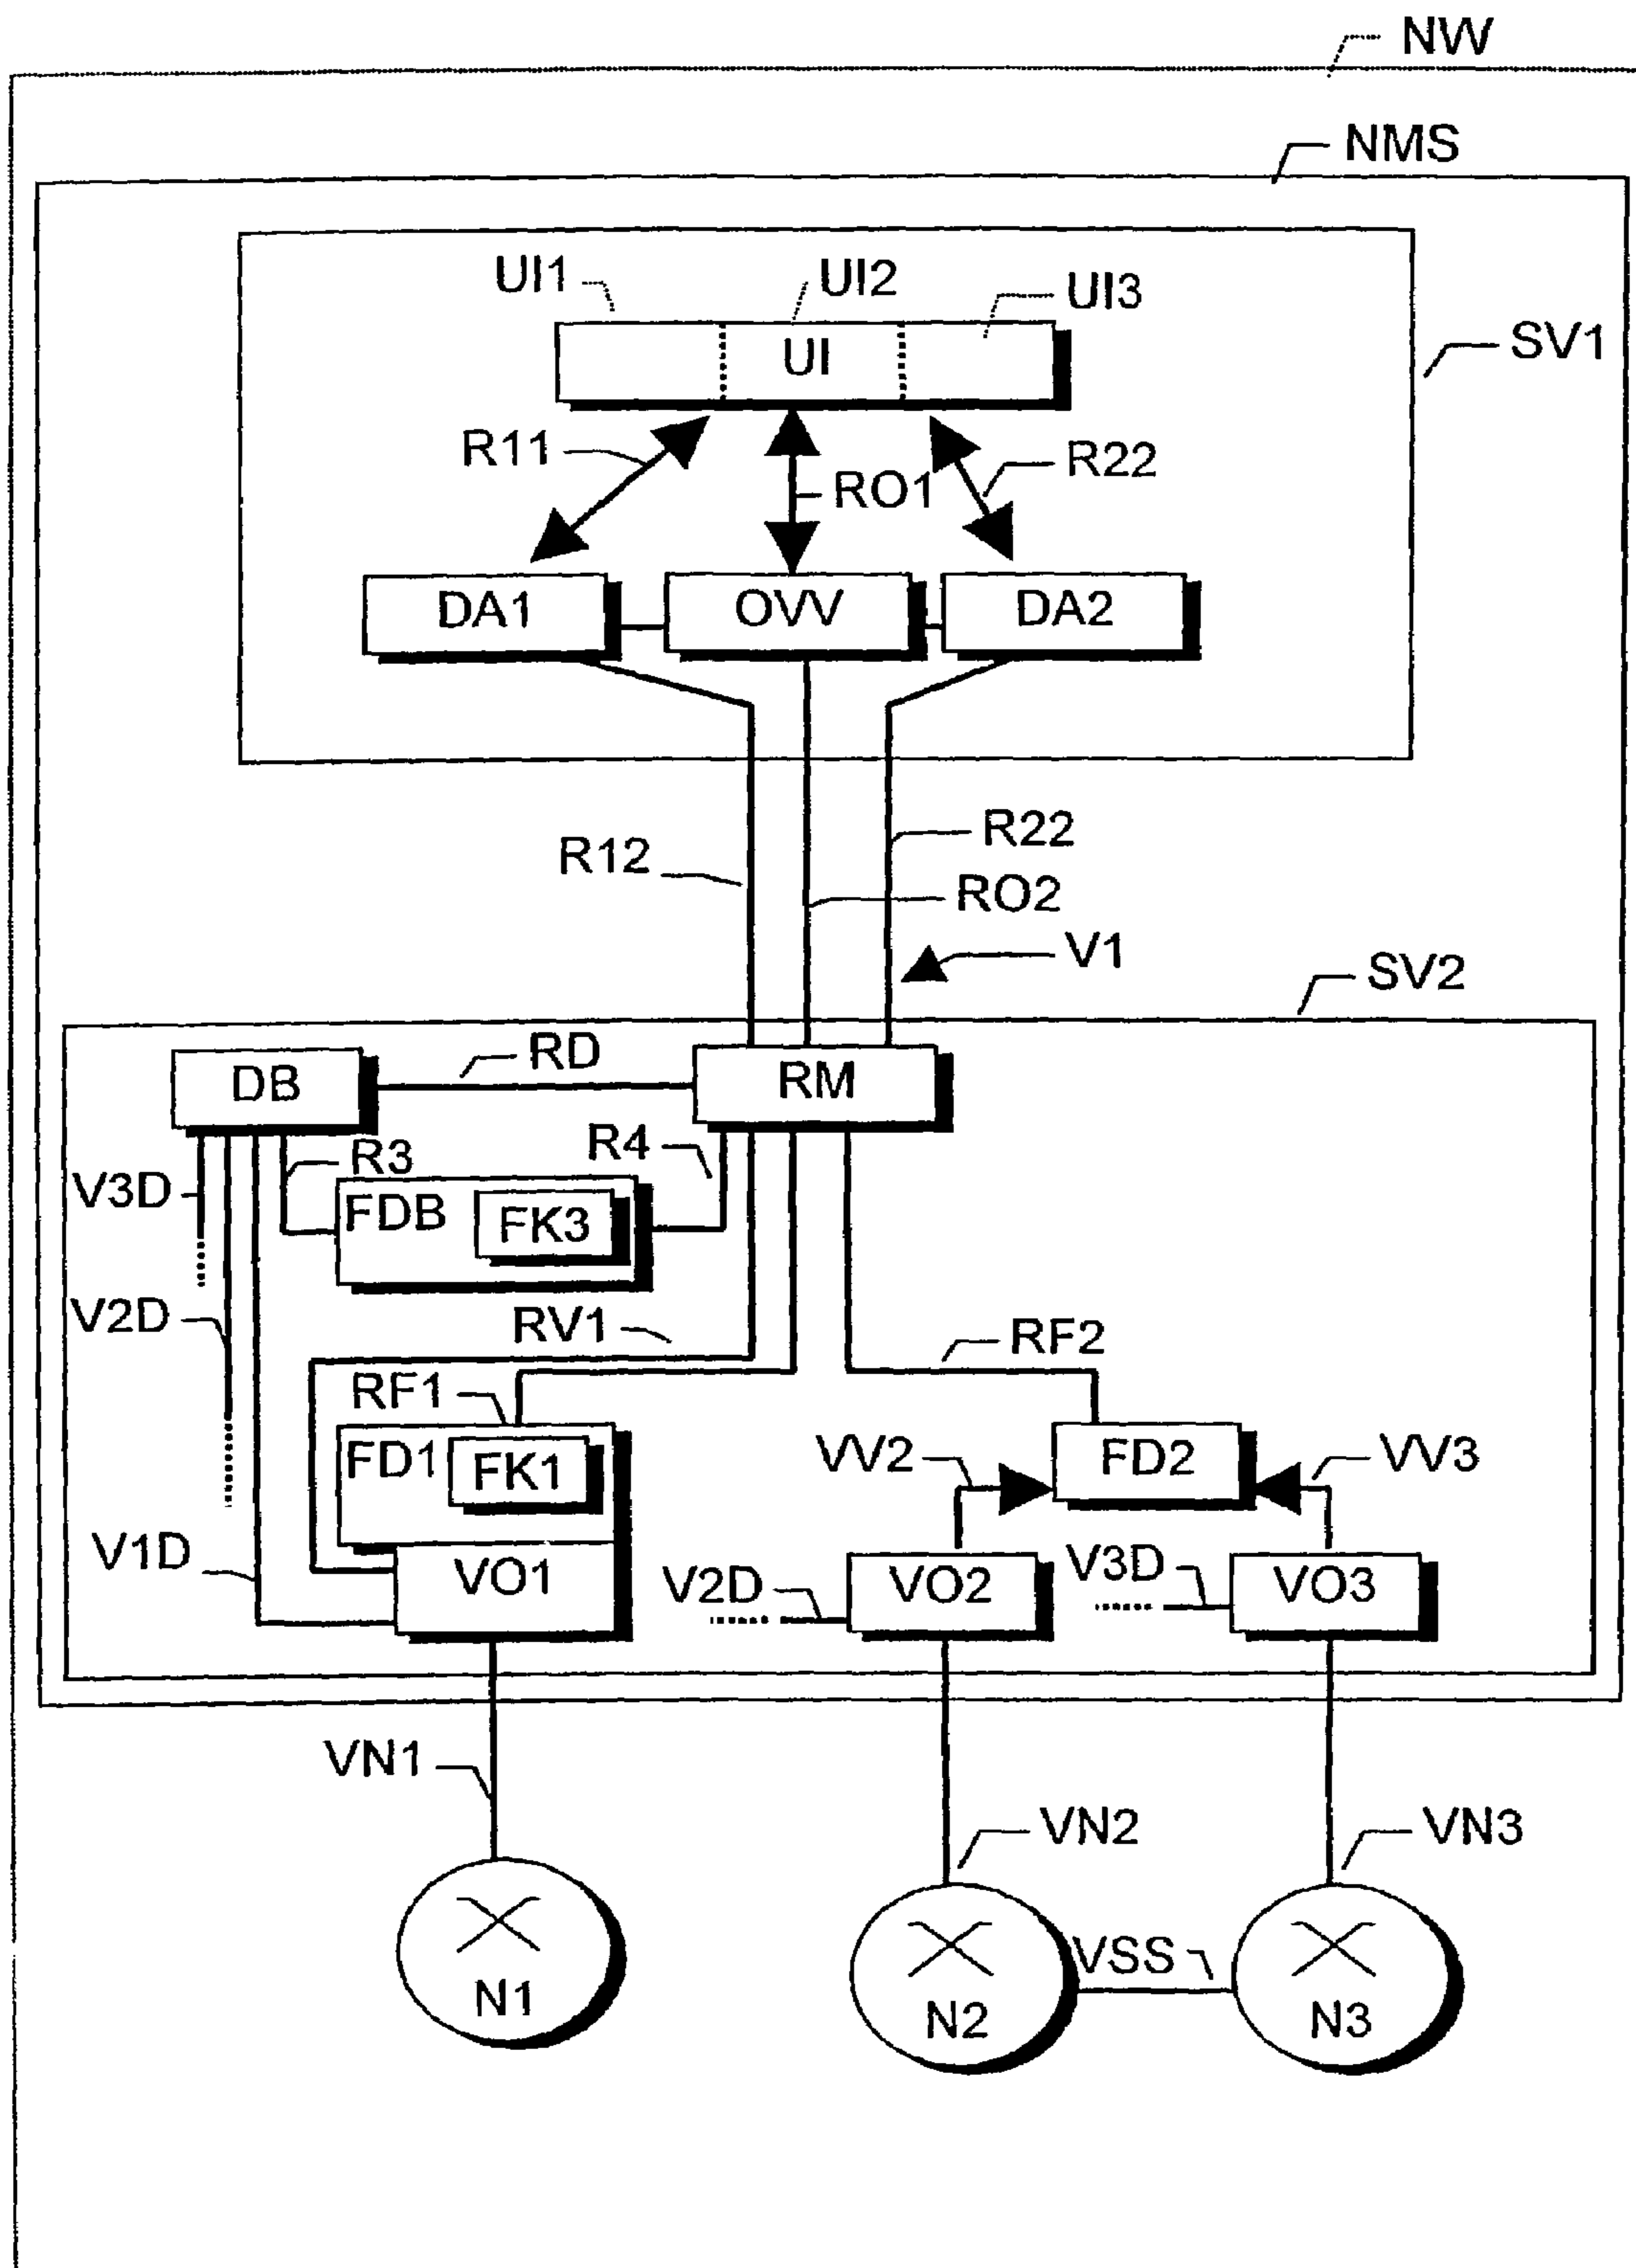 NW
NMS
UI1 UI2 UI3
SV1
UI
R11 RO1 R22
DA1 OVV DA2
R12 R22
RO2
V1
SV2
DB RD RM
V3D R3 R4
FDB FK3
V2D RV1 RF2
RF1
FD1 FK1 VV2 FD2 VV3
V1D VO1 V2D VO2 V3D VO3
VN1
VN2 VN3
N1 VSS
N2 N3